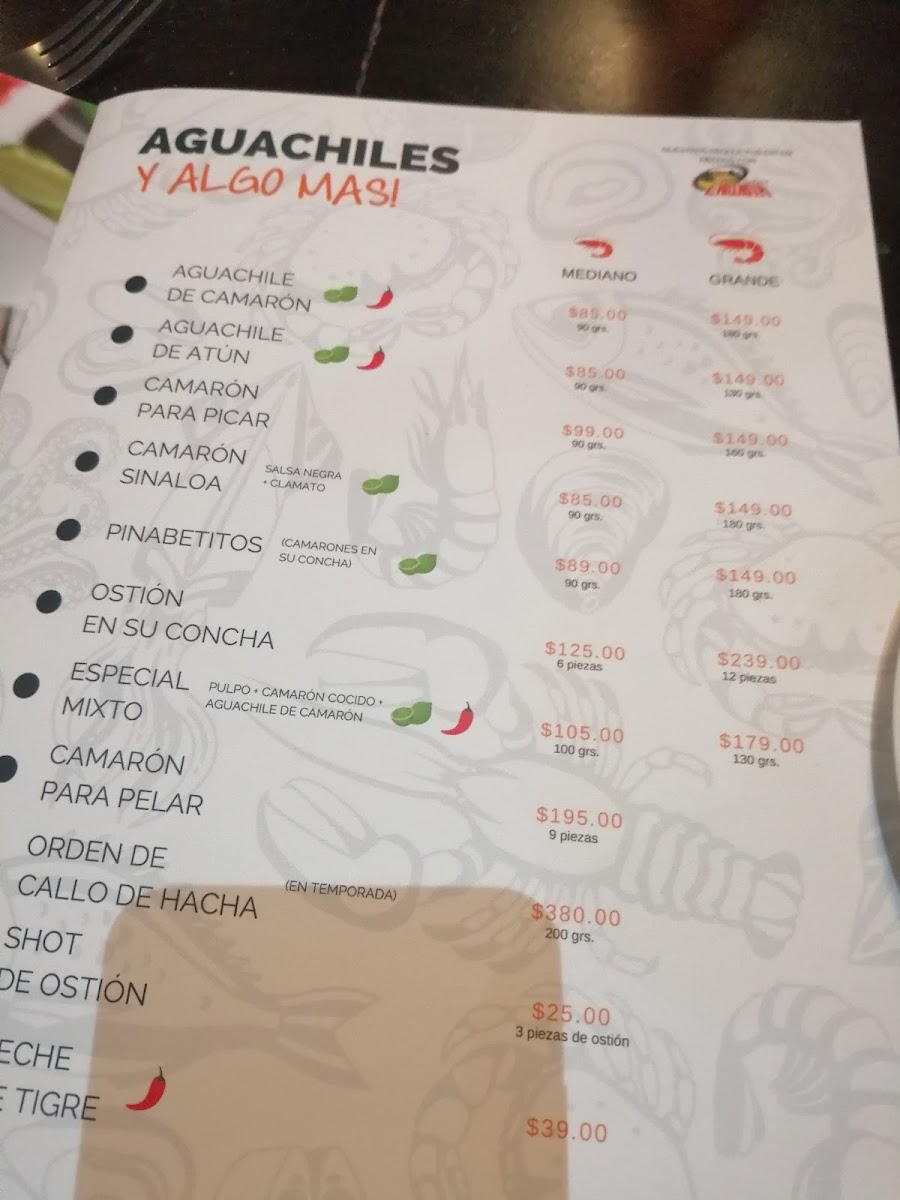 AGUACHILES
Y ALGO MAS!
MEDIANO GRANDE
AGUACHILE
DE CAMARÓN
$85.00 $149.00
90 grs. 180 grs.
AGUACHILE
DE ATÚN
$85.00 $149.00
90 grs. grs.
CAMARÓN
PARA PICAR
$99.00 $149.00
90 grs. 160 grs.
CAMARÓN
SINALOA
SALSA NEGRA
+ CLAMATO
$85.00 $149.00
90 grs. 180 grs.
PINABETITOS
(CAMARONES EN
SU CONCHA)
$89.00 $149.00
90 grs. 180 grs.
OSTIÓN
EN SU CONCHA
$125.00 $239.00
6 piezas 12 piezas
ESPECIAL
MIXTO
PULPO + CAMARÓN COCIDO +
AGUACHILE DE CAMARÓN
$105.00 $179.00
100 grs. 130 grs.
CAMARÓN
PARA PELAR
$195.00
9 piezas
ORDEN DE
CALLO DE HACHA
(EN TEMPORADA)
$380.00
200 grs.
SHOT
DE OSTIÓN
$25.00
3 piezas de ostión
ECHE
E TIGRE
$39.00